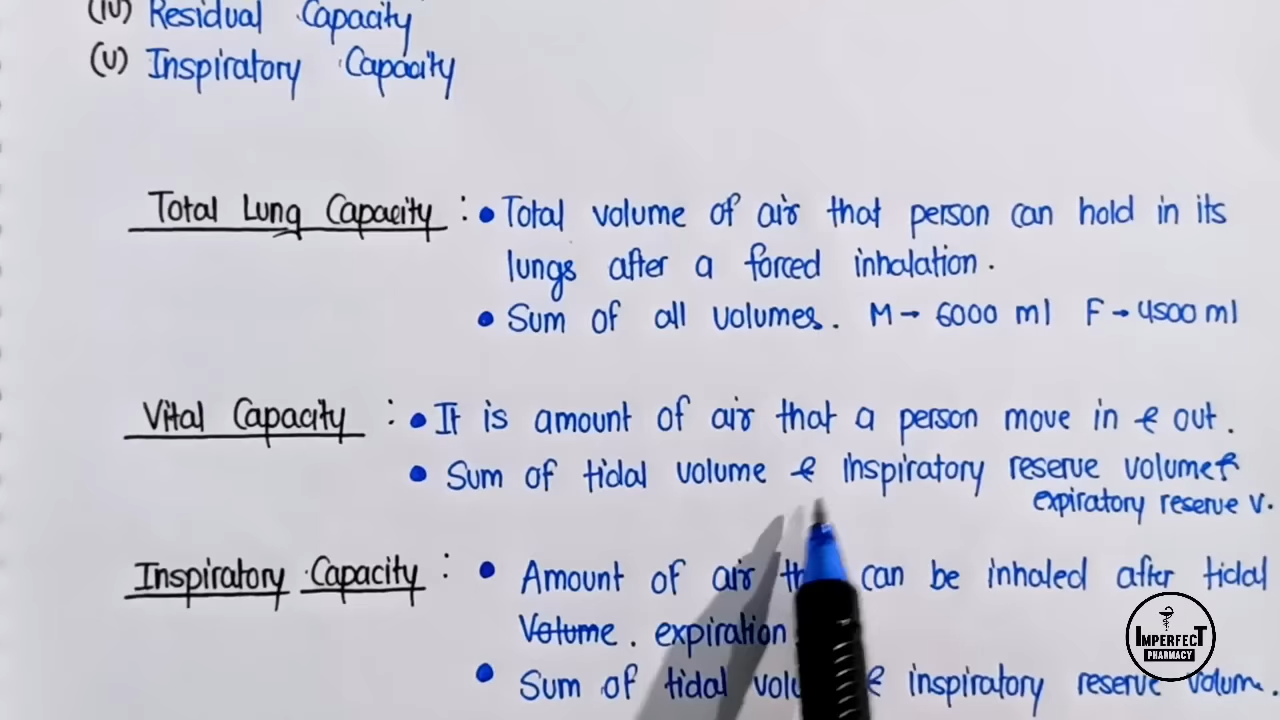 (iv) Residual Capacity
(v) Inspiratory Capacity
Total Lung Capacity : • Total volume of air that person can hold in its
lungs after a forced inhalation.
• Sum of all volumes. M → 6000 ml F → 4500 ml
Vital Capacity : • It is amount of air that a person move in & out.
• Sum of tidal volume & inspiratory reserve volume &
expiratory reserve v.
Inspiratory Capacity : • Amount of air can be inhaled after tidal
Volume. expiration
• Sum of tidal & inspiratory reserve volume.
IMPERFECT
PHARMACY